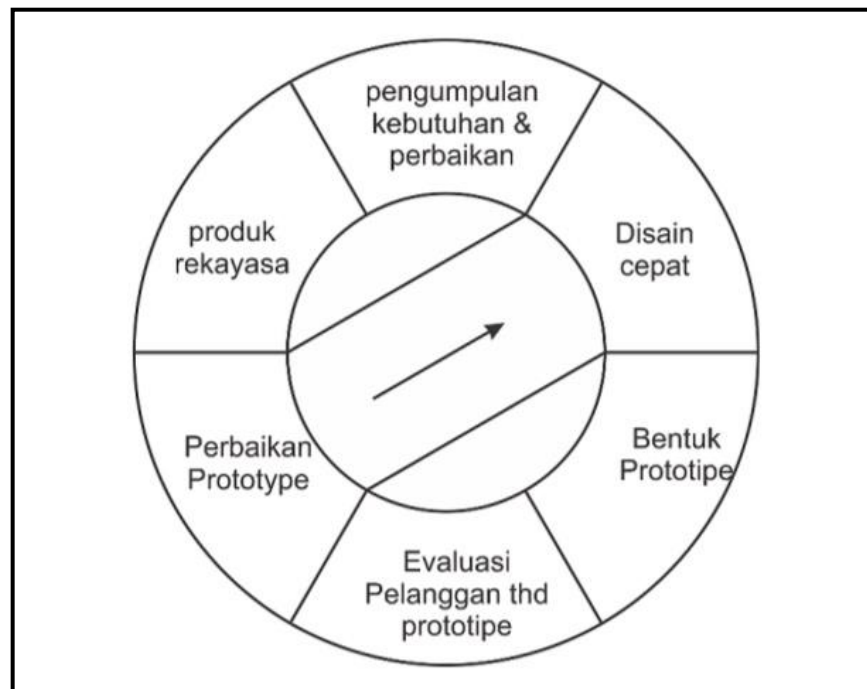 pengumpulan
kebutuhan &
perbaikan
Disain
cepat
Bentuk
Prototipe
Evaluasi
Pelanggan thd
prototipe
Perbaikan
Prototype
produk
rekayasa